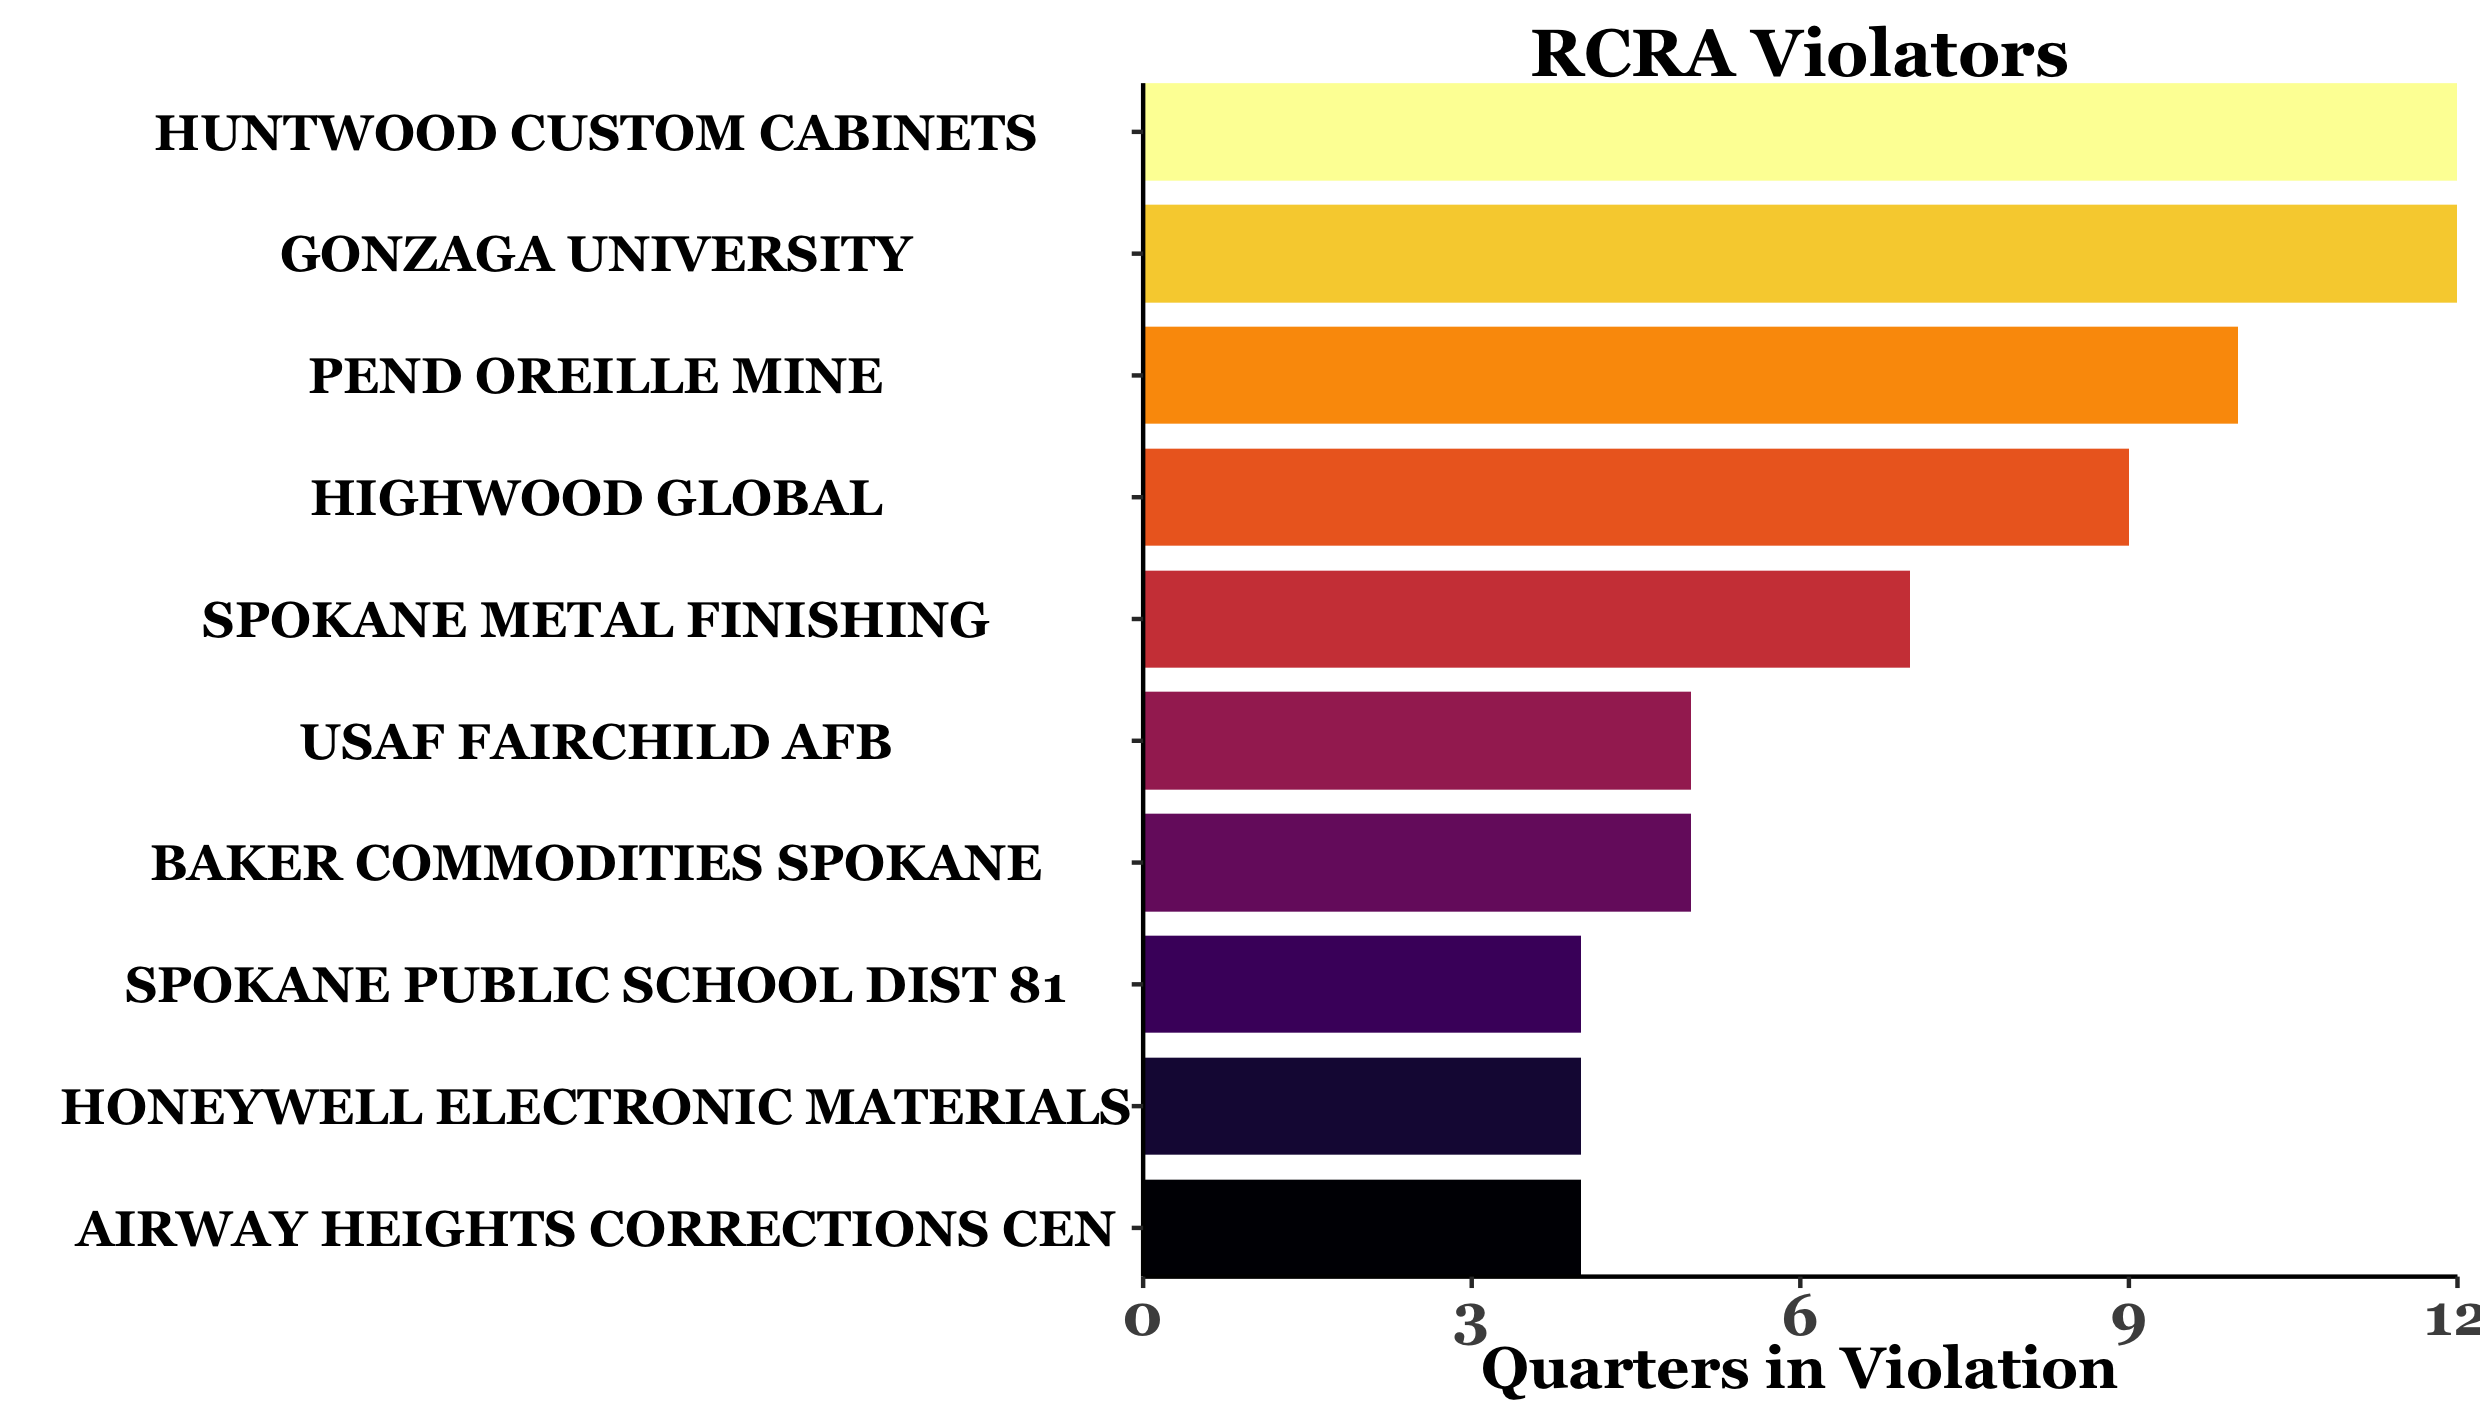 RCRA Violators
HUNTWOOD CUSTOM CABINETS
GONZAGA UNIVERSITY
PEND OREILLE MINE
HIGHWOOD GLOBAL
SPOKANE METAL FINISHING
USAF FAIRCHILD AFB
BAKER COMMODITIES SPOKANE
SPOKANE PUBLIC SCHOOL DIST 81
HONEYWELL ELECTRONIC MATERIALS
AIRWAY HEIGHTS CORRECTIONS CEN
0 3 6 9 12
Quarters in Violation